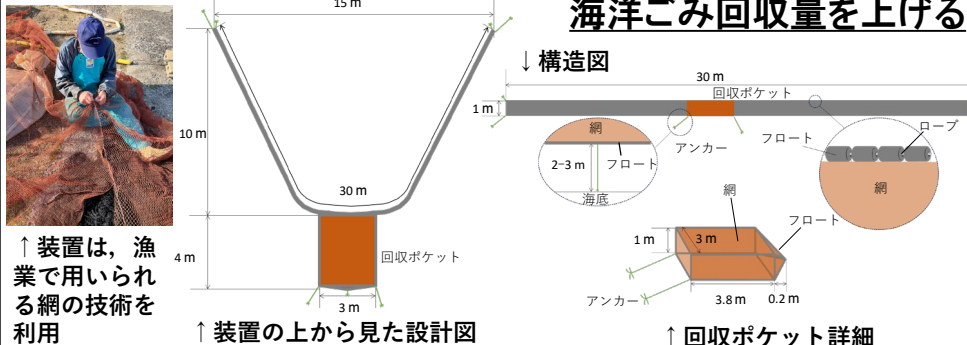 海洋ごみ回収量を上げる
15 m
10 m
30 m
4 m
回収ポケット
3 m
↑装置の上から見た設計図
↑装置は，漁
業で用いられ
る網の技術を
利用
↓構造図
30 m
回収ポケット
1 m
アンカー
網
2−3 m
フロート
海底
フロート
ロープ
網
網
フロート
1 m
3 m
アンカー
3.8 m
0.2 m
↑回収ポケット詳細